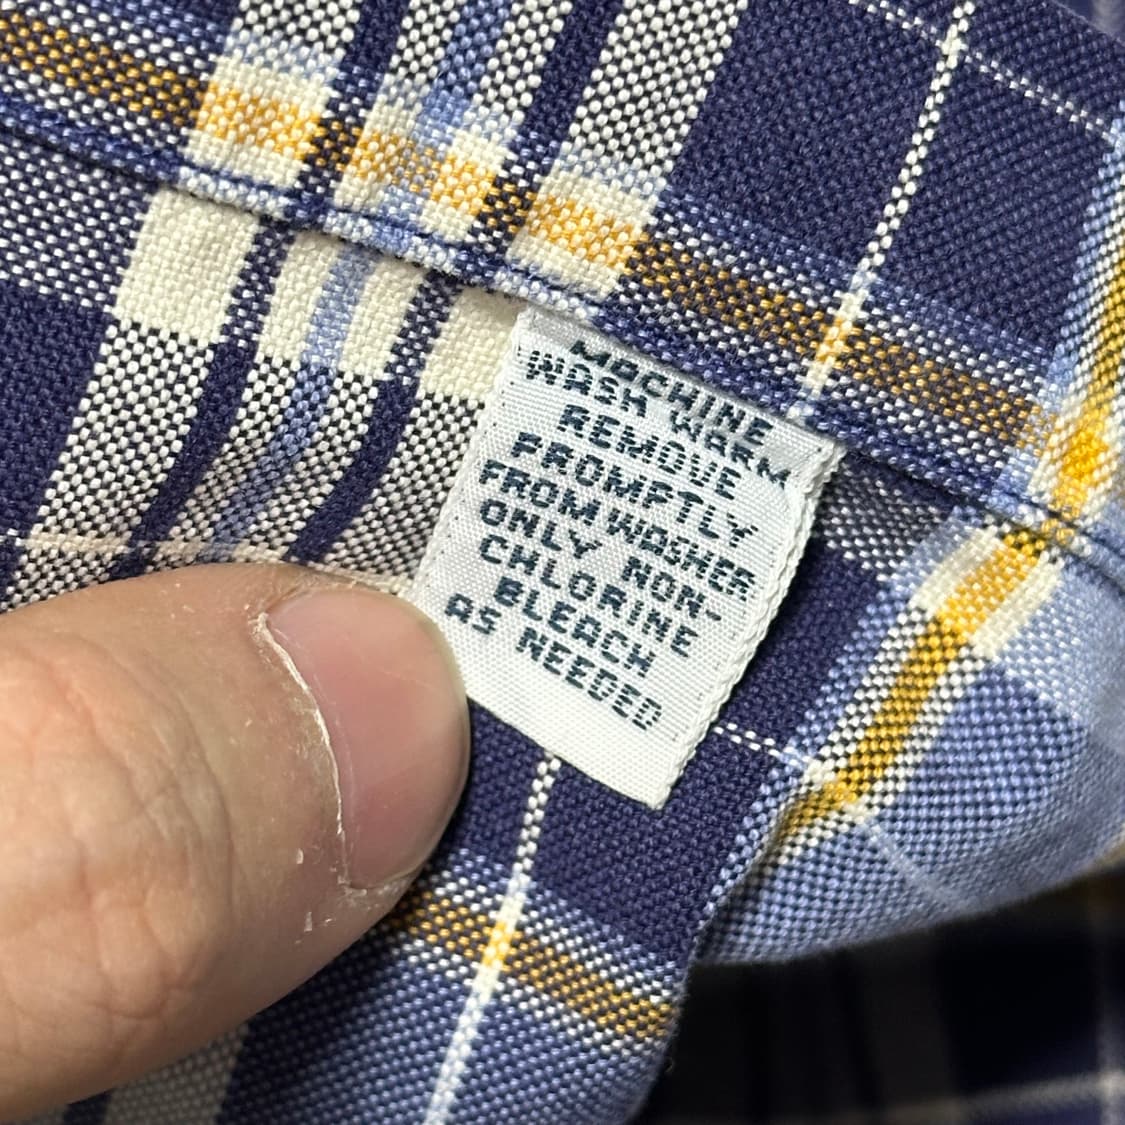 MACHINE
WASH WARM
REMOVE
PROMPTLY
FROM WASHER
ONLY NON-
CHLORINE
BLEACH
AS NEEDED